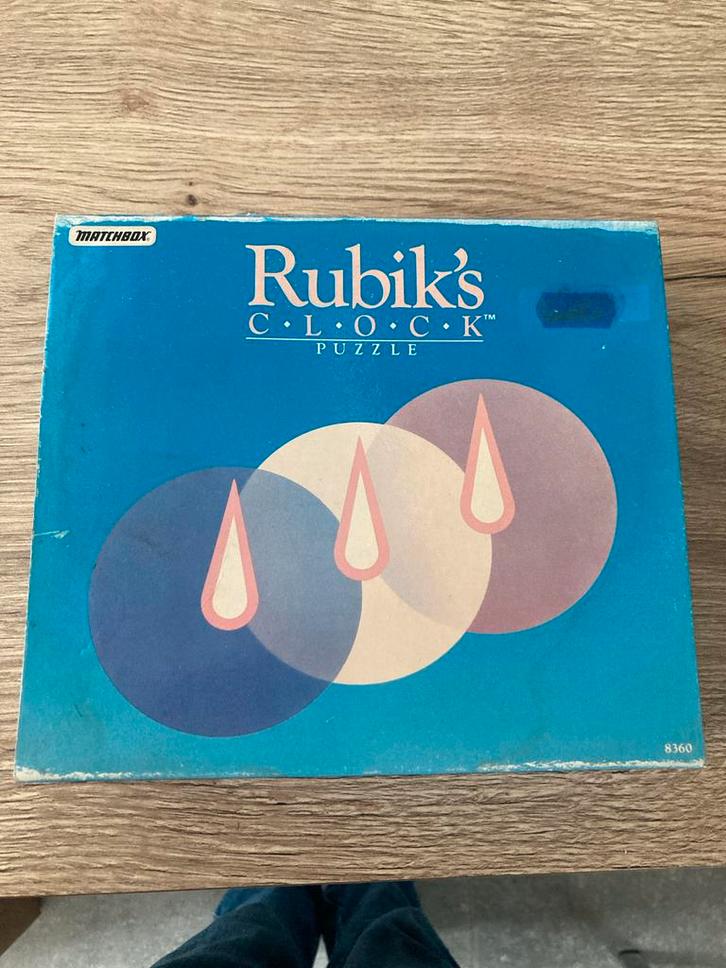 MATCHBOX
Rubik's
C·L·O·C·K™
PUZZLE
8360